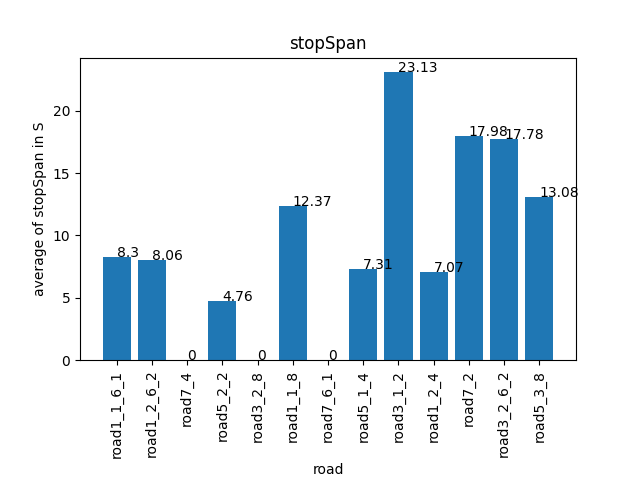 stopSpan
average of stopSpan in S
20
15
10
5
0
8.3
8.06
0
4.76
0
12.37
0
7.31
23.13
7.07
17.98
17.78
13.08
road1_1_6_1
road1_2_6_2
road7_4
road5_2_2
road3_2_8
road1_1_8
road7_6_1
road5_1_4
road3_1_2
road1_2_4
road7_2
road3_2_6_2
road5_3_8
road